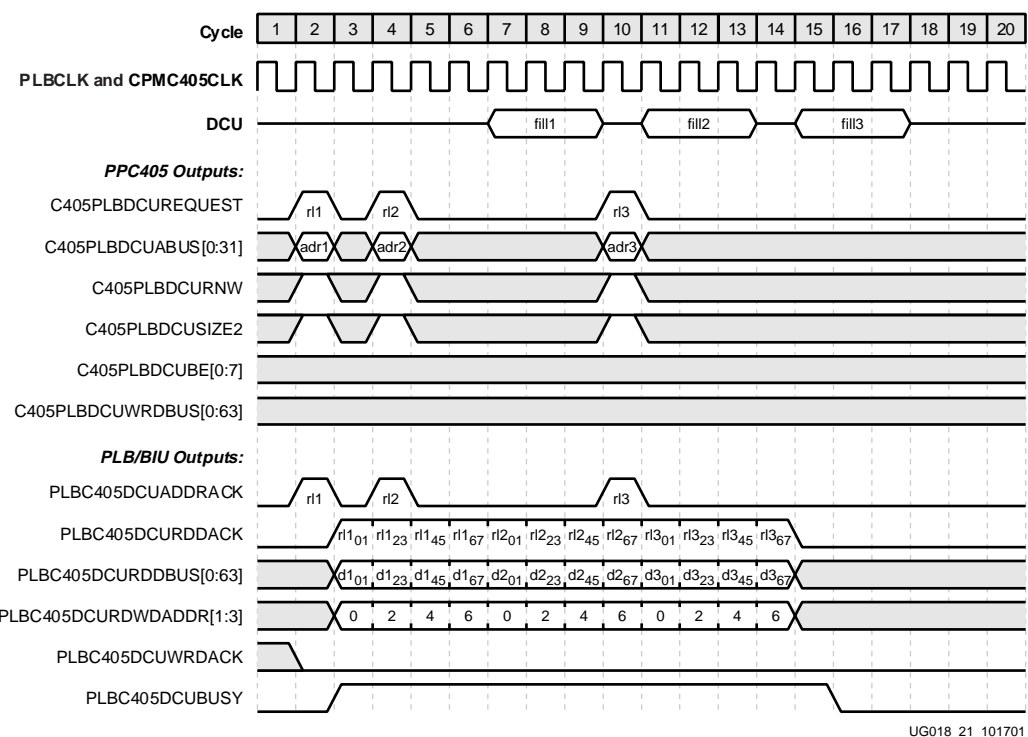 Cycle 1 2 3 4 5 6 7 8 9 10 11 12 13 14 15 16 17 18 19 20
PLBCLK and CPMC405CLK
DCU fill1 fill2 fill3
PPC405 Outputs:
C405PLBDCUREQUEST rl1 rl2 rl3
C405PLBDCUABUS[0:31] adr1 adr2 adr3
C405PLBDCURNW
C405PLBDCUSIZE2
C405PLBDCUBE[0:7]
C405PLBDCUWRDBUS[0:63]
PLB/BIU Outputs:
PLBC405DCUADDRACK rl1 rl2 rl3
PLBC405DCURDDACK rl101 rl123 rl145 rl167 rl201 rl223 rl245 rl267 rl301 rl323 rl345 rl367
PLBC405DCURDDBUS[0:63] d101 d123 d145 d167 d201 d223 d245 d267 d301 d323 d345 d367
PLBC405DCURDWDADDR[1:3] 0 2 4 6 0 2 4 6 0 2 4 6
PLBC405DCUWRDACK
PLBC405DCUBUSY
UG018_21_101701